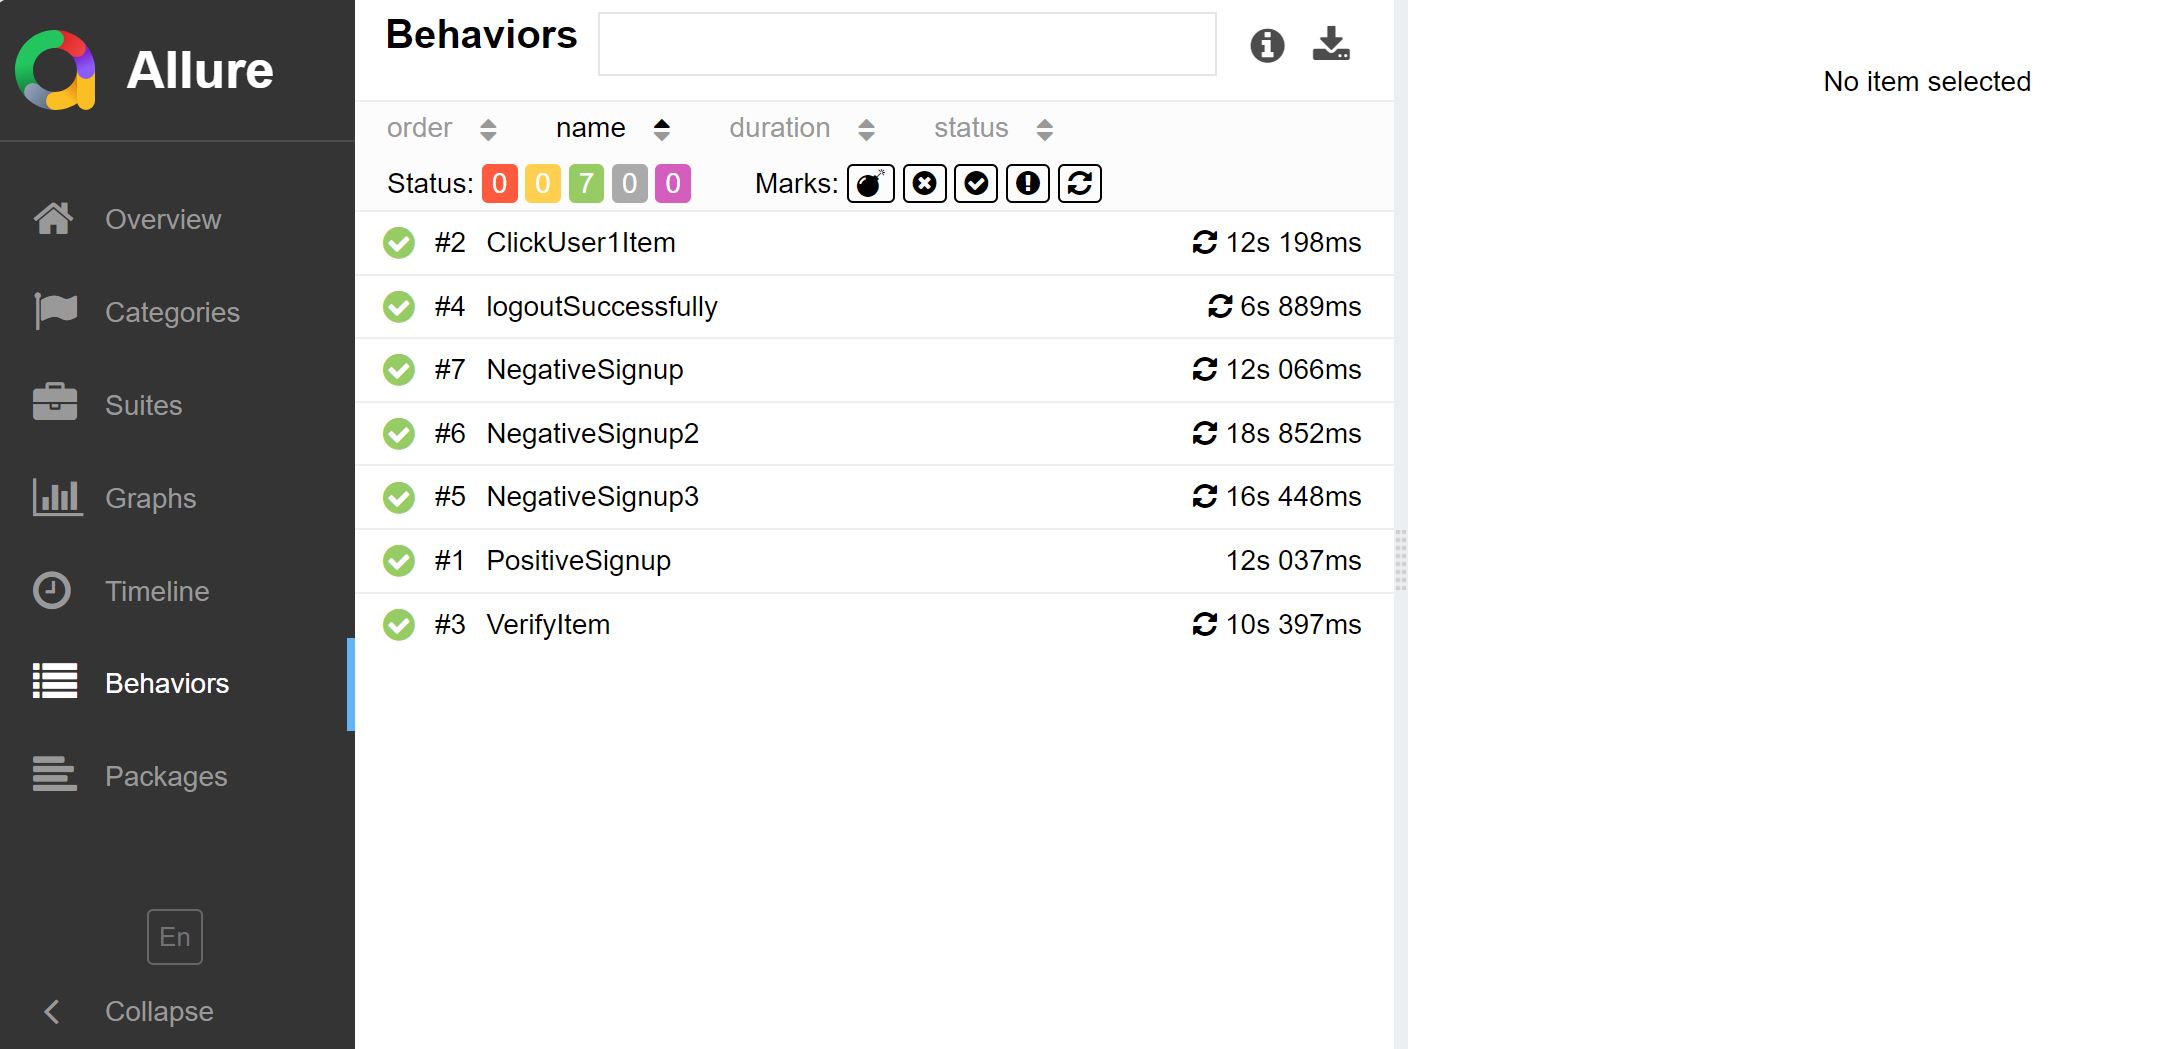 Allure
Overview
Categories
Suites
Graphs
Timeline
Behaviors
Packages
En
Collapse
Behaviors
order name duration status
Status: 0 0 7 0 0 Marks:
#2 ClickUser1Item 12s 198ms
#4 logoutSuccessfully 6s 889ms
#7 NegativeSignup 12s 066ms
#6 NegativeSignup2 18s 852ms
#5 NegativeSignup3 16s 448ms
#1 PositiveSignup 12s 037ms
#3 VerifyItem 10s 397ms
No item selected